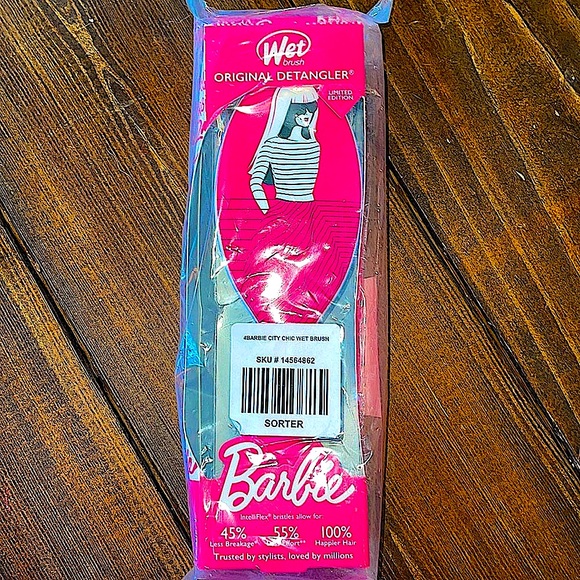 Wet
brush
ORIGINAL DETANGLER®
LIMITED
EDITION
4BARBIE CITY CHIC WET BRUSH
SKU # 14564862
SORTER
Barbie
IntelliFlex® bristles allow for:
45% 55% 100%
Less Breakage* Happier Hair
Trusted by stylists, loved by millions